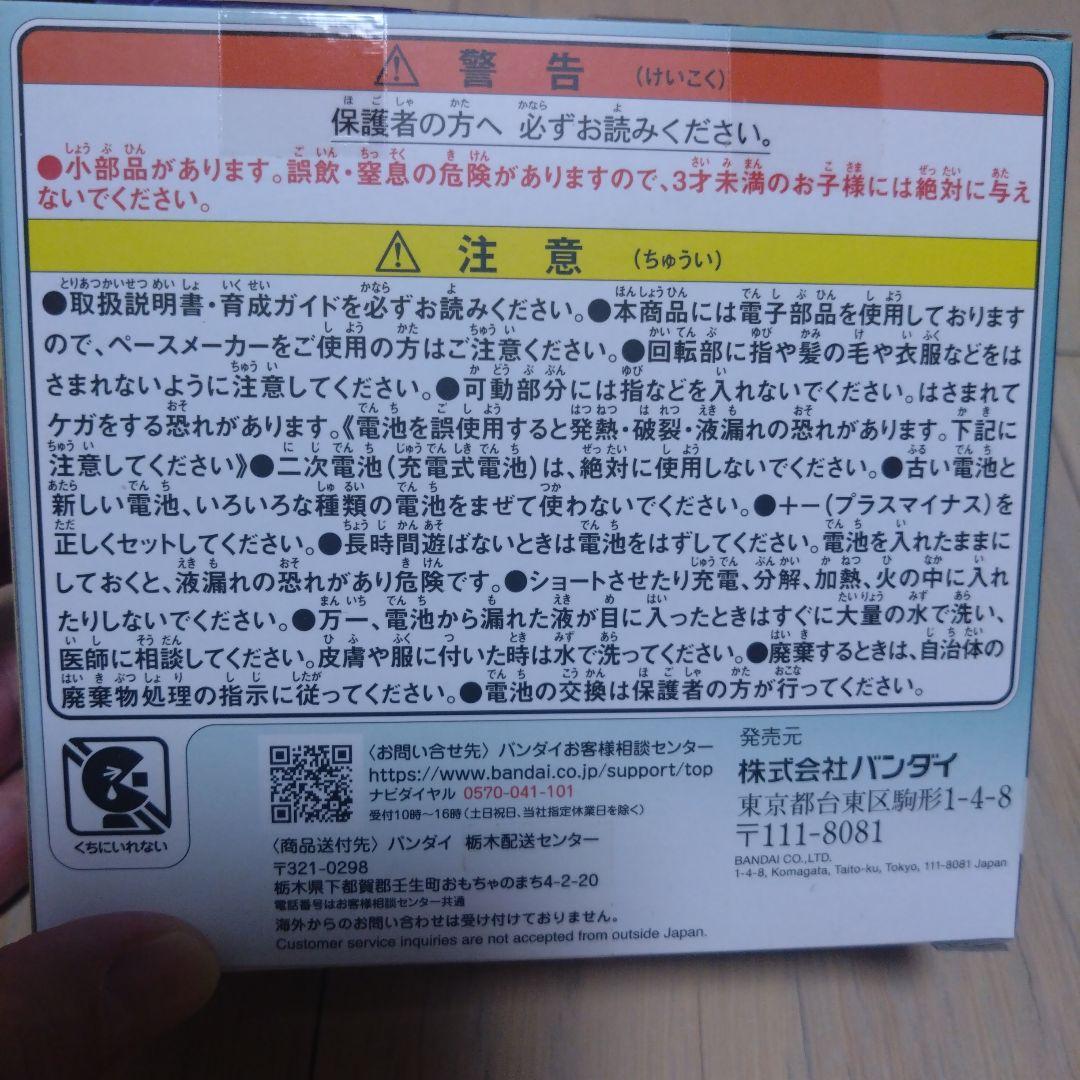 ⚠ 警告 (けいこく)
保護者の方へ 必ずお読みください。
●小部品があります。誤飲・窒息の危険がありますので、3才未満のお子様には絶対に与え
ないでください。
⚠ 注意 (ちゅうい)
●取扱説明書・育成ガイドを必ずお読みください。●本商品には電子部品を使用しております
ので、ペースメーカーをご使用の方はご注意ください。●回転部に指や髪の毛や衣服などをは
さまれないように注意してください。●可動部分には指などを入れないでください。はさまれて
ケガをする恐れがあります。《電池を誤使用すると発熱・破裂・液漏れの恐れがあります。下記に
注意してください》●二次電池(充電式電池)は、絶対に使用しないでください。●古い電池と
新しい電池、いろいろな種類の電池をまぜて使わないでください。●+-(プラスマイナス)を
正しくセットしてください。●長時間遊ばないときは電池をはずしてください。電池を入れたままに
しておくと、液漏れの恐れがあり危険です。●ショートさせたり充電、分解、加熱、火の中に入れ
たりしないでください。●万一、電池から漏れた液が目に入ったときはすぐに大量の水で洗い、
医師に相談してください。皮膚や服に付いた時は水で洗ってください。●廃棄するときは、自治体の
廃棄物処理の指示に従ってください。●電池の交換は保護者の方が行ってください。
くちにいれない
〈お問い合せ先〉バンダイお客様相談センター
https://www.bandai.co.jp/support/top
ナビダイヤル 0570-041-101
受付10時～16時(土日祝日、当社指定休業日を除く)
〈商品送付先〉バンダイ 栃木配送センター
〒321-0298
栃木県下都賀郡壬生町おもちゃのまち4-2-20
電話番号はお客様相談センター共通
海外からのお問い合わせは受け付けておりません。
Customer service inquiries are not accepted from outside Japan.
発売元
株式会社バンダイ
東京都台東区駒形1-4-8
〒111-8081
BANDAI CO.,LTD.
1-4-8, Komagata, Taito-ku, Tokyo, 111-8081 Japan